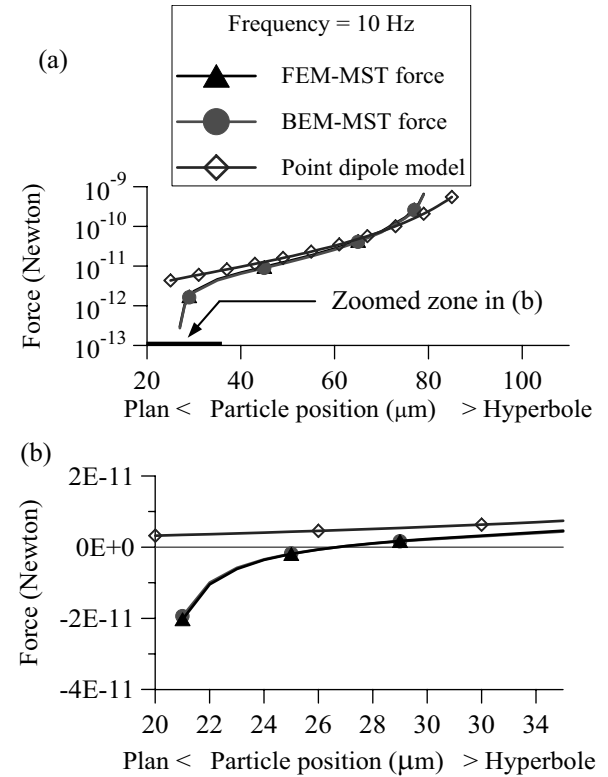 Frequency = 10 Hz
(a)
FEM-MST force
BEM-MST force
Point dipole model
Force (Newton)
10⁻⁹
10⁻¹⁰
10⁻¹¹
10⁻¹²
10⁻¹³
Zoomed zone in (b)
20 40 60 80 100
Plan < Particle position (μm) > Hyperbole
(b)
Force (Newton)
2E-11
0E+0
-2E-11
-4E-11
20 22 24 26 28 30 34
Plan < Particle position (μm) > Hyperbole